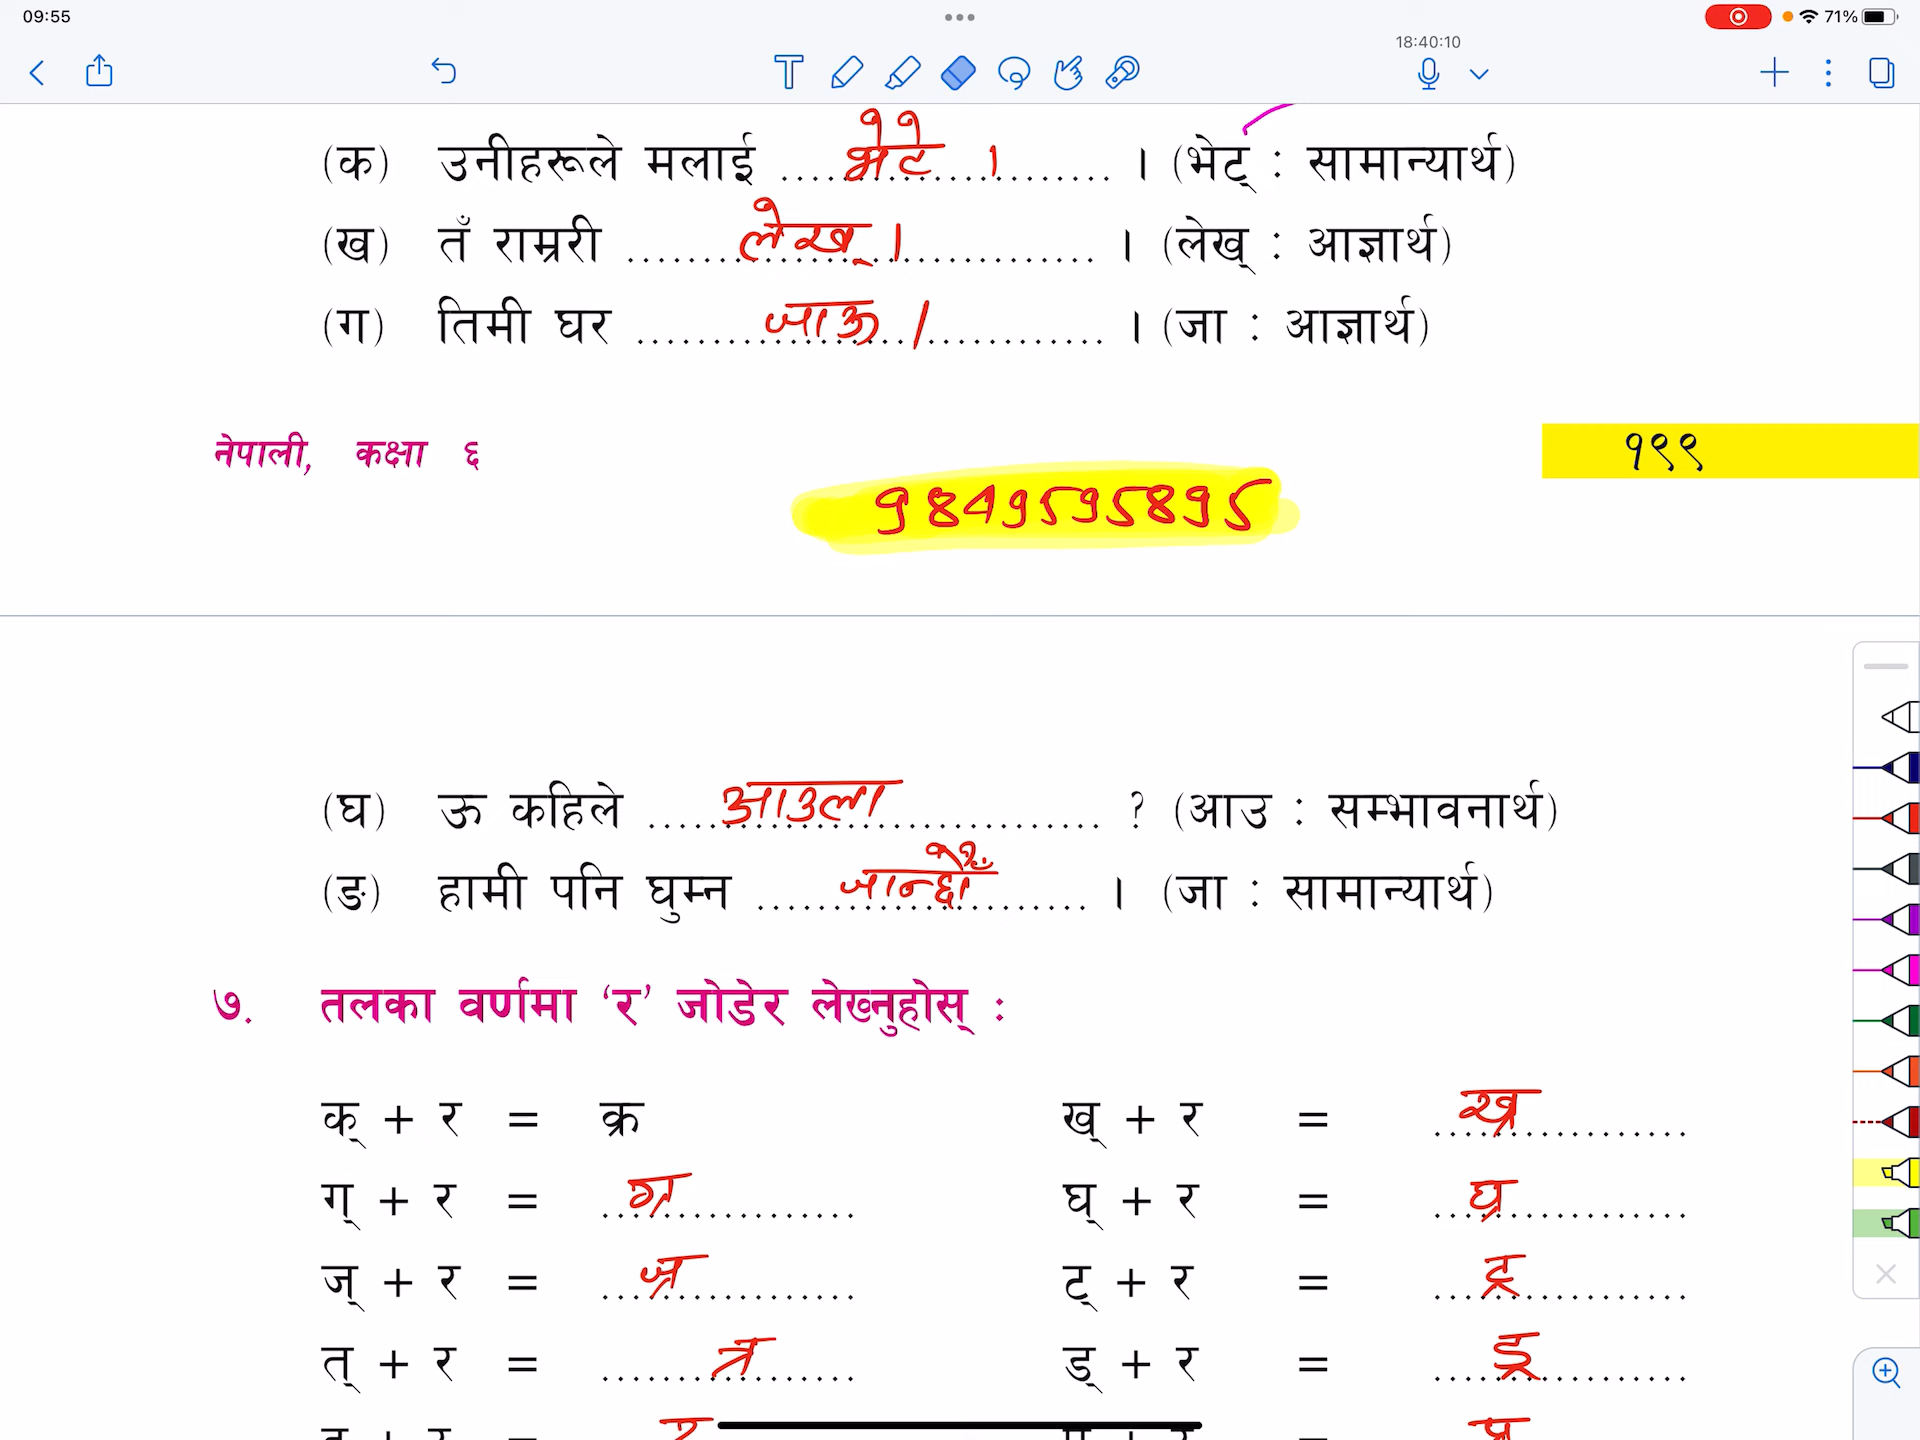 09:55
71%
18:40:10
(क) उनीहरूले मलाई भेटे । । (भेट् : सामान्यार्थ)
(ख) तँ राम्ररी लेख् । । (लेख् : आज्ञार्थ)
(ग) तिमी घर जाऊ । । (जा : आज्ञार्थ)
नेपाली, कक्षा ६ १९९
9849595895
(घ) ऊ कहिले आउला ? (आउ : सम्भावनार्थ)
(ङ) हामी पनि घुम्न जान्छौँ । (जा : सामान्यार्थ)
७. तलका वर्णमा ‘र’ जोडेर लेख्नुहोस् :
क् + र = क्र ख् + र = ख्र
ग् + र = ग्र घ् + र = घ्र
ज् + र = ज्र ट् + र = ट्र
त् + र = त्र ड् + र = ड्र